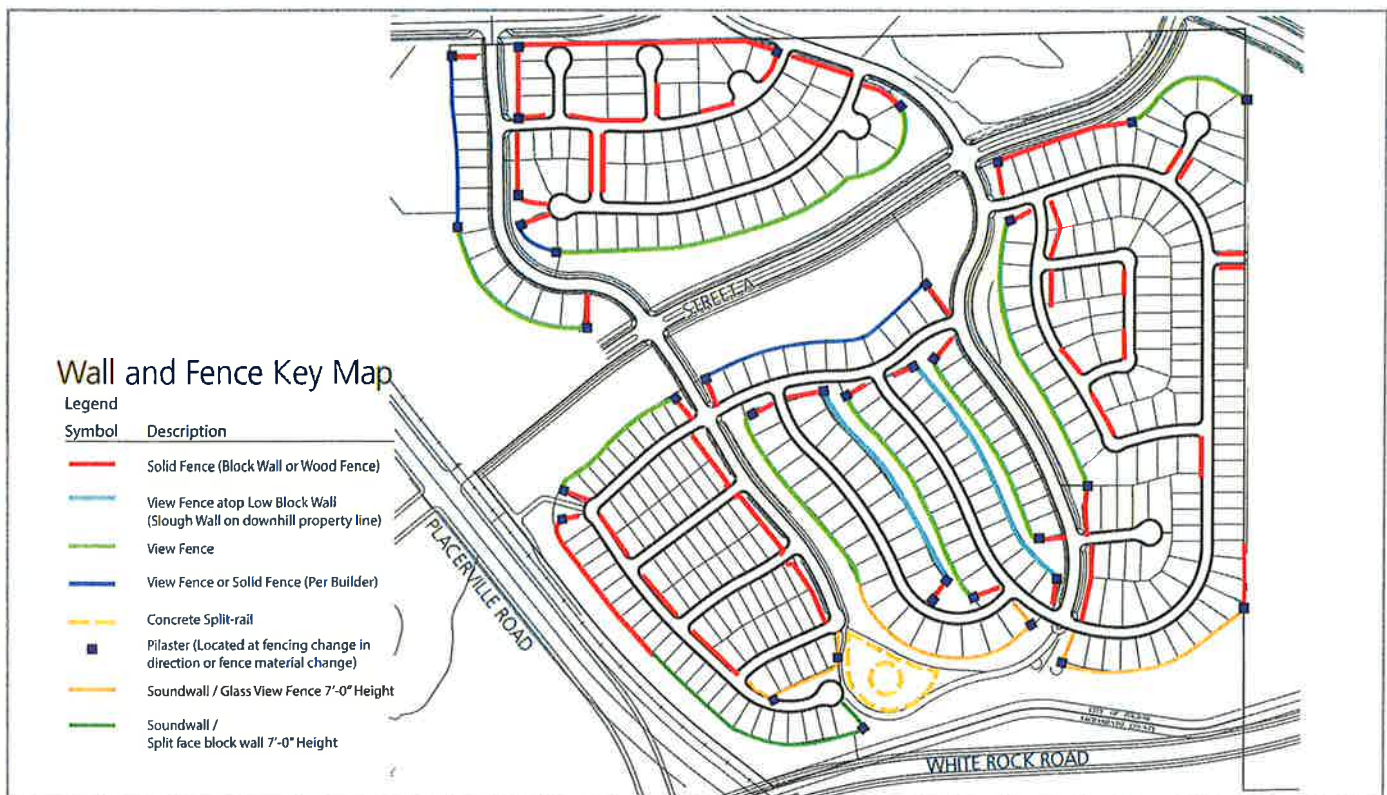 STREET A
Wall and Fence Key Map
Legend
Symbol Description
Solid Fence (Block Wall or Wood Fence)
View Fence atop Low Block Wall
(Slough Wall on downhill property line)
View Fence
View Fence or Solid Fence (Per Builder)
Concrete Split-rail
Pilaster (Located at fencing change in
direction or fence material change)
Soundwall / Glass View Fence 7'-0" Height
Soundwall /
Split face block wall 7'-0" Height
PLACERVILLE ROAD
WHITE ROCK ROAD